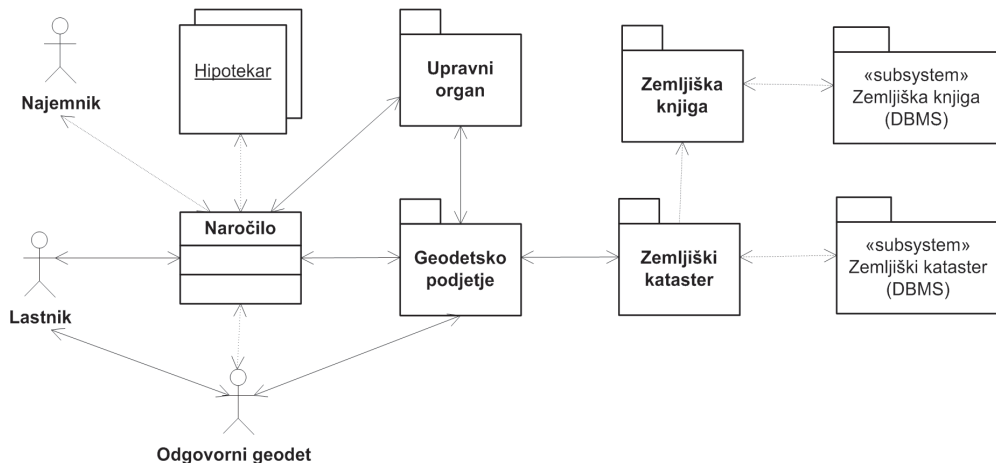 Najemnik
Hipotekar
Upravni
organ
Zemljiška
knjiga
«subsystem»
Zemljiška knjiga
(DBMS)
Lastnik
Naročilo
Geodetsko
podjetje
Zemljiški
kataster
«subsystem»
Zemljiški kataster
(DBMS)
Odgovorni geodet